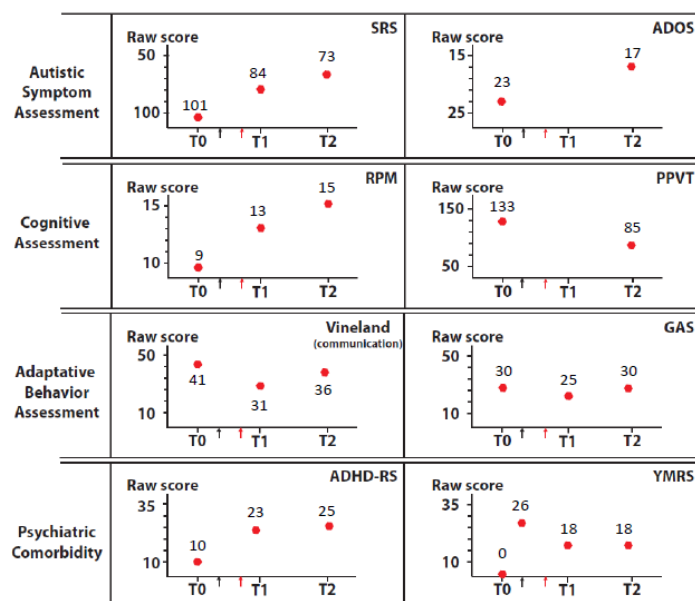 SRS
Raw score
50
84
73
101
100
T0
T1
T2
ADOS
Raw score
15
17
23
25
T0
T1
T2
Autistic
Symptom
Assessment
RPM
Raw score
15
15
13
10
9
T0
T1
T2
PPVT
Raw score
150
133
85
50
T0
T1
T2
Cognitive
Assessment
Vineland
(communication)
Raw score
50
41
31
36
10
T0
T1
T2
GAS
Raw score
50
30
25
30
10
T0
T1
T2
Adaptative
Behavior
Assessment
ADHD-RS
Raw score
35
23
25
10
10
T0
T1
T2
YMRS
Raw score
35
26
18
18
10
0
T0
T1
T2
Psychiatric
Comorbidity